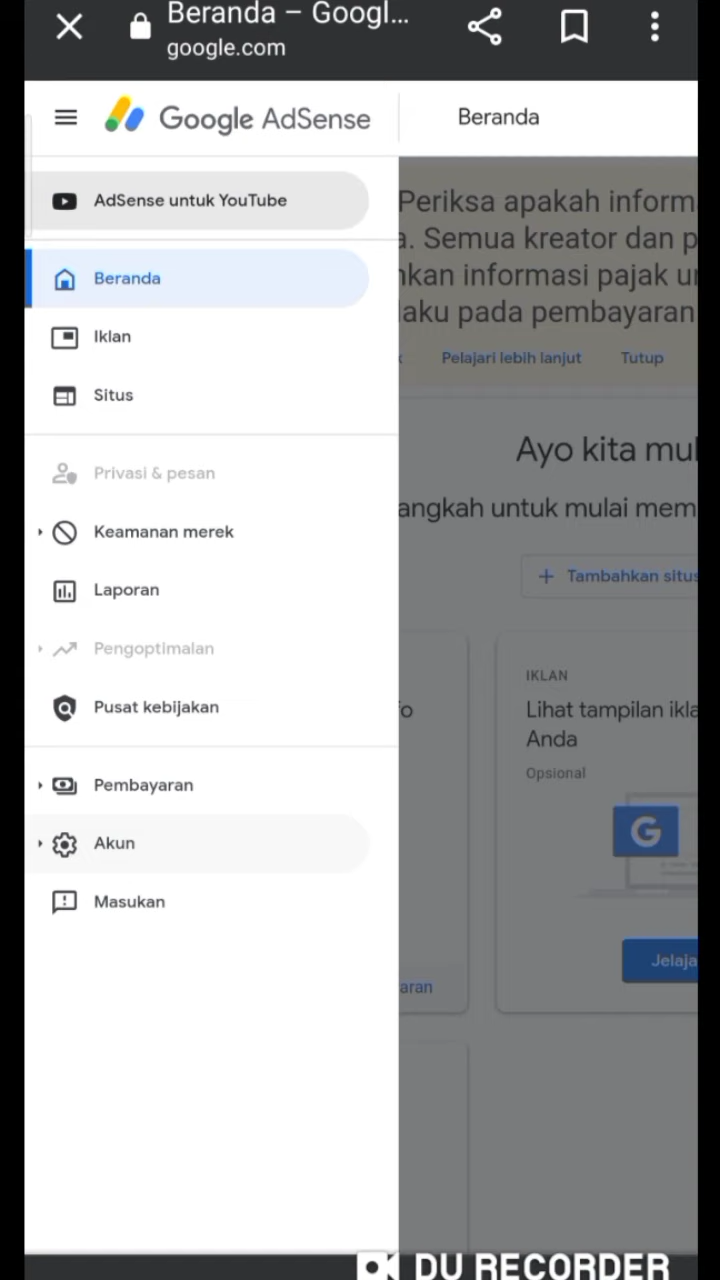 Beranda – Googl...
google.com
Google AdSense
Beranda
AdSense untuk YouTube
Beranda
Iklan
Situs
Privasi & pesan
Keamanan merek
Laporan
Pengoptimalan
Pusat kebijakan
Pembayaran
Akun
Masukan
Periksa apakah inform
a. Semua kreator dan p
kan informasi pajak u
laku pada pembayaran
Pelajari lebih lanjut
Tutup
Ayo kita mul
angkah untuk mulai mem
+ Tambahkan situs
fo
aran
IKLAN
Lihat tampilan ikla
Anda
Opsional
G
Jelaja
DU RECORDER